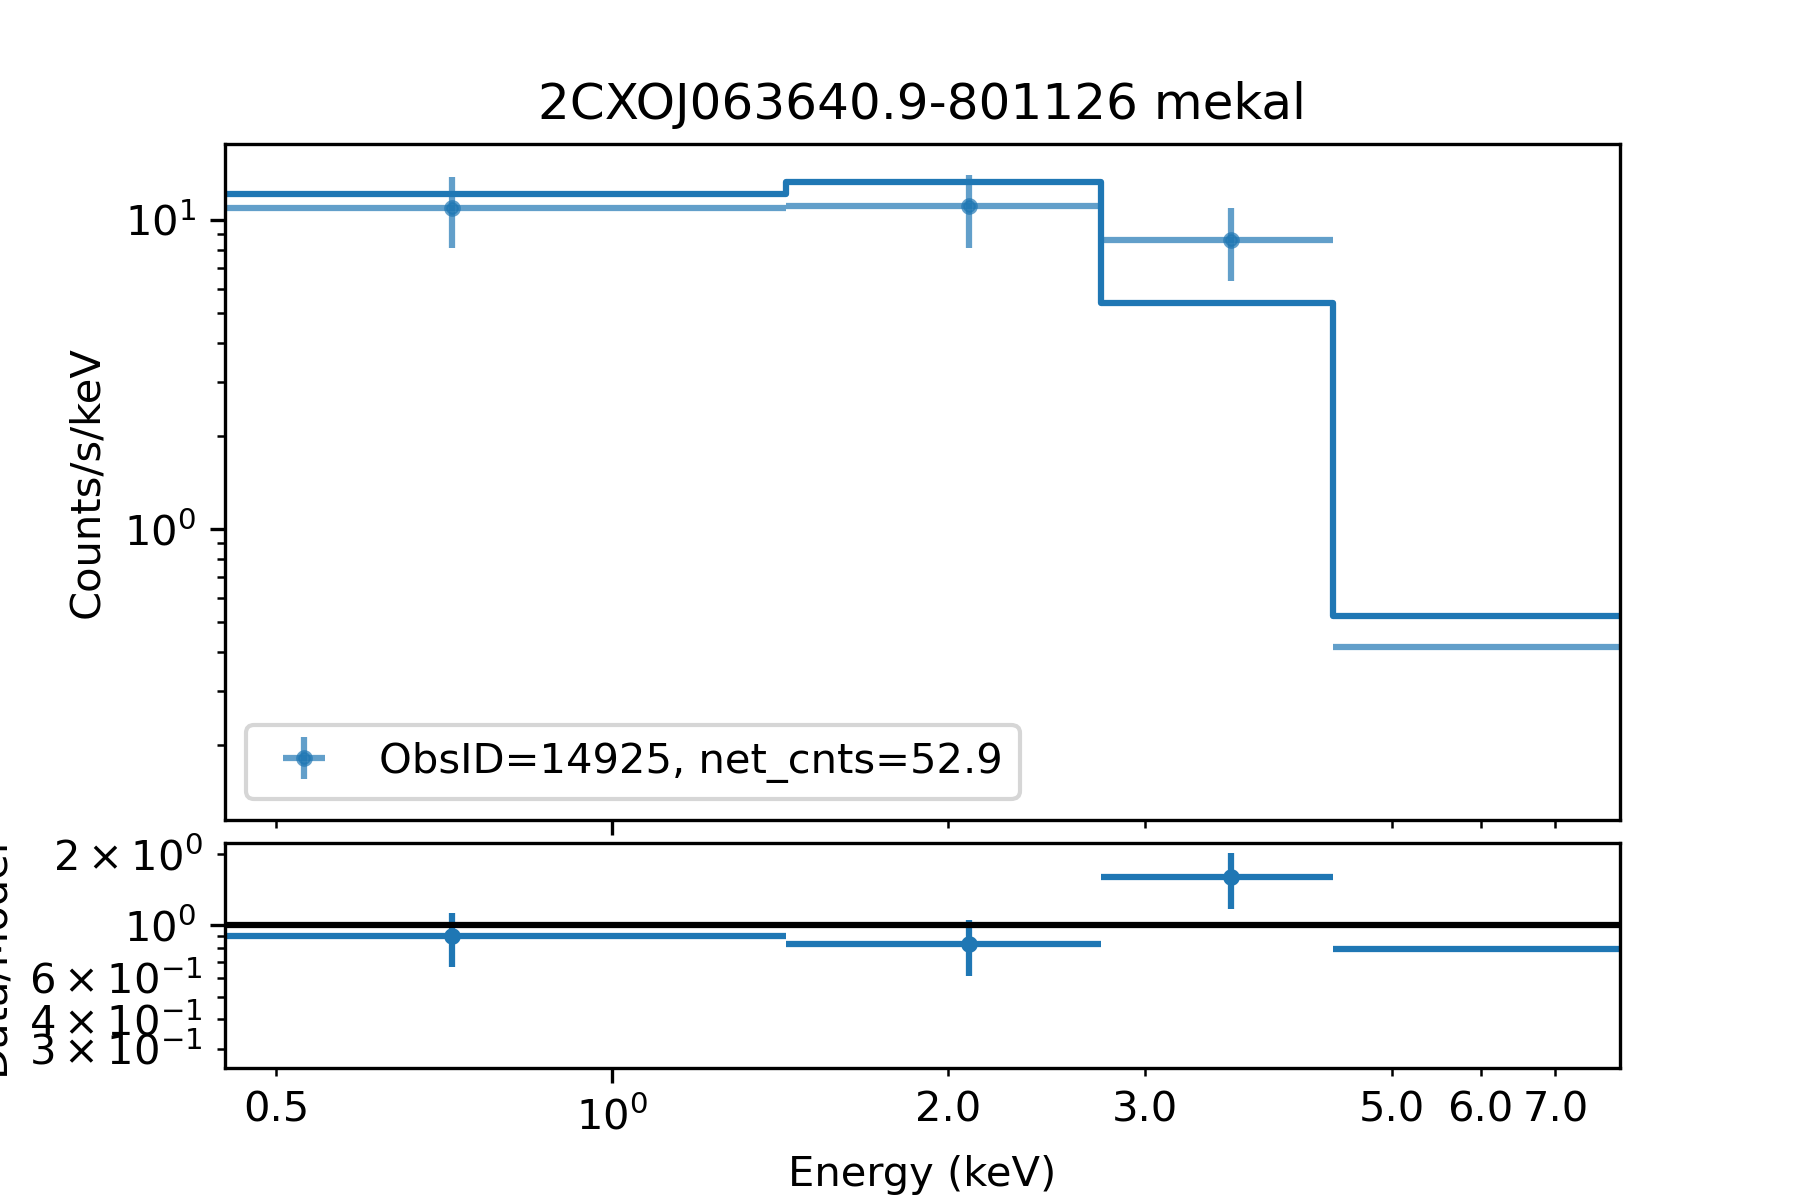 2CXOJ063640.9-801126 mekal
10¹
10⁰
Counts/s/keV
ObsID=14925, net_cnts=52.9
2×10⁰
10⁰
6×10⁻¹
4×10⁻¹
3×10⁻¹
0.5 10⁰ 2.0 3.0 5.0 6.0 7.0
Energy (keV)